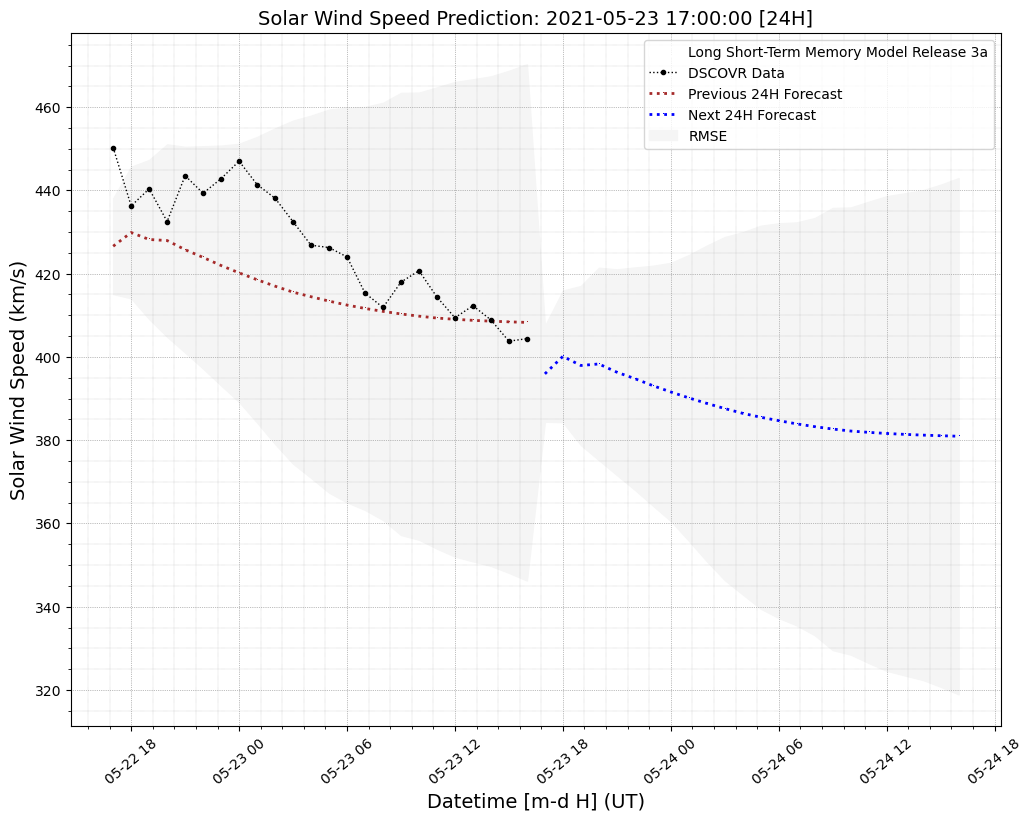 Solar Wind Speed Prediction: 2021-05-23 17:00:00 [24H]
Long Short-Term Memory Model Release 3a
DSCOVR Data
Previous 24H Forecast
Next 24H Forecast
RMSE
Solar Wind Speed (km/s)
460
440
420
400
380
360
340
320
05-22 18
05-23 00
05-23 06
05-23 12
05-23 18
05-24 00
05-24 06
05-24 12
05-24 18
Datetime [m-d H] (UT)